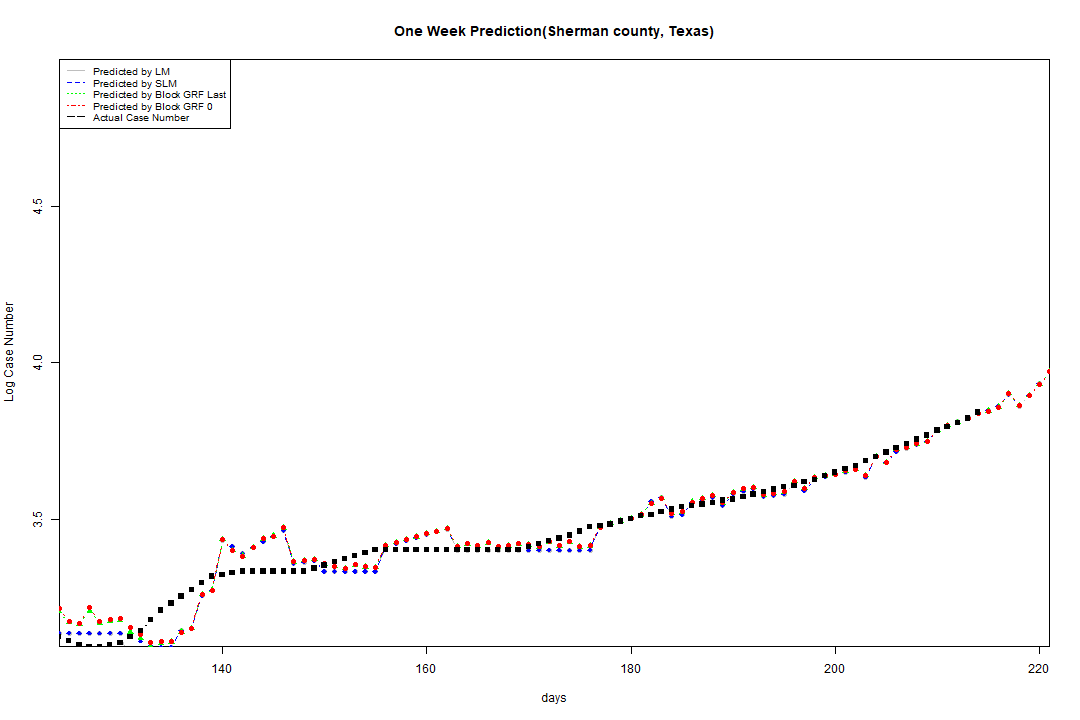 One Week Prediction(Sherman county, Texas)
Predicted by LM
Predicted by SLM
Predicted by Block GRF Last
Predicted by Block GRF 0
Actual Case Number
4.5
4.0
3.5
Log Case Number
140 160 180 200 220
days